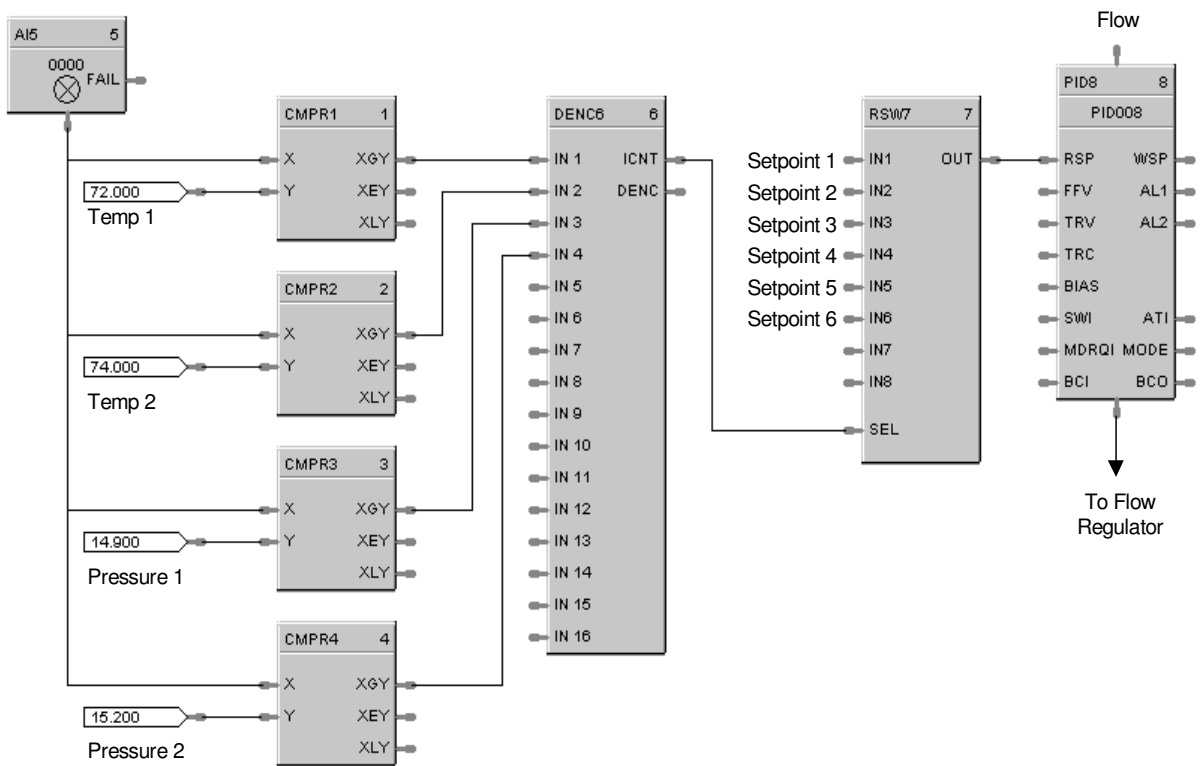 AI5 5
0000
FAIL
CMPR1 1
X XGY
72.000
Y XEY
Temp 1
XLY
CMPR2 2
X XGY
74.000
Y XEY
Temp 2
XLY
CMPR3 3
X XGY
14.900
Y XEY
Pressure 1
XLY
CMPR4 4
X XGY
15.200
Y XEY
Pressure 2
XLY
DENC6 6
IN 1 ICNT
IN 2 DENC
IN 3
IN 4
IN 5
IN 6
IN 7
IN 8
IN 9
IN 10
IN 11
IN 12
IN 13
IN 14
IN 15
IN 16
RSW7 7
Setpoint 1 IN1 OUT
Setpoint 2 IN2
Setpoint 3 IN3
Setpoint 4 IN4
Setpoint 5 IN5
Setpoint 6 IN6
IN7
IN8
SEL
Flow
PID8 8
PID008
RSP WSP
FFV AL1
TRV AL2
TRC
BIAS
SWI ATI
MDRQI MODE
BCI BCO
To Flow
Regulator